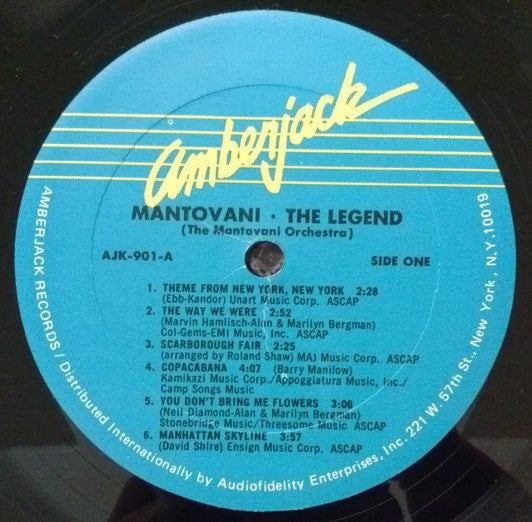 amberjack
MANTOVANI · THE LEGEND
(The Mantovani Orchestra)
AJK-901-A
SIDE ONE
1. THEME FROM NEW YORK, NEW YORK 2:28
(Ebb-Kandor) Unart Music Corp. ASCAP
2. THE WAY WE WERE 2:52
(Marvin Hamlisch-Alan & Marilyn Bergman)
Col-Gems-EMI Music, Inc. ASCAP
3. SCARBOROUGH FAIR 2:25
(arranged by Roland Shaw) MAJ Music Corp. ASCAP
4. COPACABANA 4:07 (Barry Manilow)
Kamikazi Music Corp./Appoggiatura Music, Inc./
Camp Songs Music
5. YOU DON'T BRING ME FLOWERS 3:06
(Neil Diamond-Alan & Marilyn Bergman)
Stonebridge Music/Threesome Music ASCAP
6. MANHATTAN SKYLINE 3:57
(David Shire) Ensign Music Corp. ASCAP
AMBERJACK RECORDS / Distributed Internationally by Audiofidelity Enterprises, Inc. 221 W. 57th St., New York, N.Y. 10019